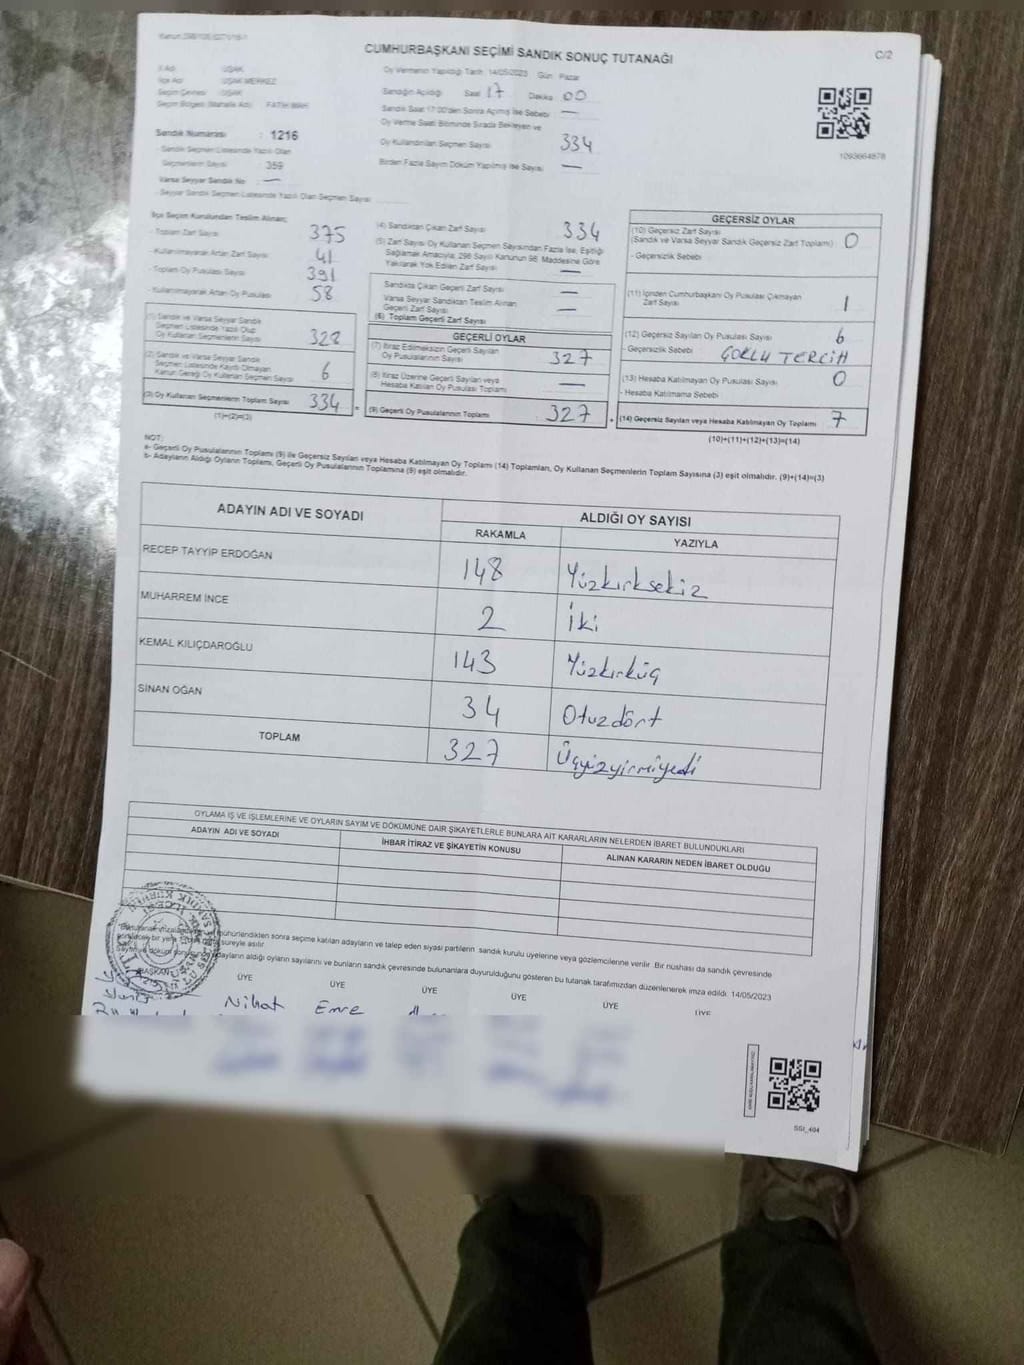 CUMHURBAŞKANI SEÇİMİ SANDIK SONUÇ TUTANAĞI
C/2
İl Adı : UŞAK
İlçe Adı : UŞAK MERKEZ
Seçim Çevresi : UŞAK
Seçim Bölgesi (Mahalle Adı) : FATİH MAH
Oy Vermenin Yapıldığı Tarih 14/05/2023 Gün Pazar
Sandığın Açıldığı Saat 17 Dakika 00
Sandık Saat 17:00'den Sonra Açılmış İse Sebebi —
Oy Verme Saati Bitiminde Sırada Bekleyen ve
Oy Kullandırılan Seçmen Sayısı 334
Birden Fazla Sayım Döküm Yapılmış İse Sayısı —
1093664878
Sandık Numarası : 1216
- Sandık Seçmen Listesinde Yazılı Olan
Seçmenlerin Sayısı 359
Varsa Seyyar Sandık No —
- Seyyar Sandık Seçmen Listesinde Yazılı Olan Seçmen Sayısı
İlçe Seçim Kurulundan Teslim Alınan;
- Toplam Zarf Sayısı 375
- Kullanılmayarak Artan Zarf Sayısı 41
- Toplam Oy Pusulası Sayısı 391
- Kullanılmayarak Artan Oy Pusulası 58
(1) Sandık ve Varsa Seyyar Sandık
Seçmen Listesinde Yazılı Olup
Oy Kullanan Seçmenlerin Sayısı 328
(2) Sandık ve Varsa Seyyar Sandık
Seçmen Listesinde Kayıtlı Olmayan
Kanun Gereği Oy Kullanan Seçmen Sayısı 6
(3) Oy Kullanan Seçmenlerin Toplam Sayısı 334 =
(1)+(2)=(3)
(4) Sandıktan Çıkan Zarf Sayısı 334
(5) Zarf Sayısı Oy Kullanan Seçmen Sayısından Fazla İse, Eşitliği
Sağlamak Amacıyla, 298 Sayılı Kanunun 98. Maddesine Göre
Yakılarak Yok Edilen Zarf Sayısı —
Sandıkta Çıkan Geçerli Zarf Sayısı —
Varsa Seyyar Sandıktan Teslim Alınan
Geçerli Zarf Sayısı —
(6) Toplam Geçerli Zarf Sayısı
GEÇERLİ OYLAR
(7) İtiraz Edilmeksizin Geçerli Sayılan
Oy Pusulalarının Sayısı 327
(8) İtiraz Üzerine Geçerli Sayılan veya
Hesaba Katılan Oy Pusulası Toplamı —
(9) Geçerli Oy Pusulalarının Toplamı : 327 +
GEÇERSİZ OYLAR
(10) Geçersiz Zarf Sayısı
(Sandık ve Varsa Seyyar Sandık Geçersiz Zarf Toplamı) 0
- Geçersizlik Sebebi
(11) İçinden Cumhurbaşkanı Oy Pusulası Çıkmayan
Zarf Sayısı 1
(12) Geçersiz Sayılan Oy Pusulası Sayısı 6
- Geçersizlik Sebebi ÇOKLU TERCİH
(13) Hesaba Katılmayan Oy Pusulası Sayısı 0
- Hesaba Katılmama Sebebi
(14) Geçersiz Sayılan veya Hesaba Katılmayan Oy Toplamı 7
(10)+(11)+(12)+(13)=(14)
NOT:
a- Geçerli Oy Pusulalarının Toplamı (9) ile Geçersiz Sayılan veya Hesaba Katılmayan Oy Toplamı (14) Toplamları, Oy Kullanan Seçmenlerin Toplam Sayısına (3) eşit olmalıdır. (9)+(14)=(3)
b- Adayların Aldığı Oyların Toplamı, Geçerli Oy Pusulalarının Toplamına (9) eşit olmalıdır.
ADAYIN ADI VE SOYADI
ALDIĞI OY SAYISI
RAKAMLA YAZIYLA
RECEP TAYYİP ERDOĞAN 148 Yüzkırksekiz
MUHARREM İNCE 2 İki
KEMAL KILIÇDAROĞLU 143 Yüzkırküç
SİNAN OĞAN 34 Otuzdört
TOPLAM 327 Üçyüzyirmiyedi
OYLAMA İŞ VE İŞLEMLERİNE VE OYLARIN SAYIM VE DÖKÜMÜNE DAİR ŞİKAYETLERLE BUNLARA AİT KARARLARIN NELERDEN İBARET BULUNDUKLARI
ADAYIN ADI VE SOYADI İHBAR İTİRAZ VE ŞİKAYETİN KONUSU ALINAN KARARIN NEDEN İBARET OLDUĞU
mühürlendikten sonra seçime katılan adayların ve talep eden siyasi partilerin sandık kurulu üyelerine veya gözlemcilerine verilir. Bir nüshası da sandık çevresinde
bir yere süreyle asılır.
adayların aldığı oyların sayılarını ve bunların sandık çevresinde bulunanlara duyurulduğunu gösteren bu tutanak tarafımızdan düzenlenerek imza edildi. 14/05/2023
BAŞKAN ÜYE ÜYE ÜYE ÜYE ÜYE ÜYE
Nihat Emre
SSI_404